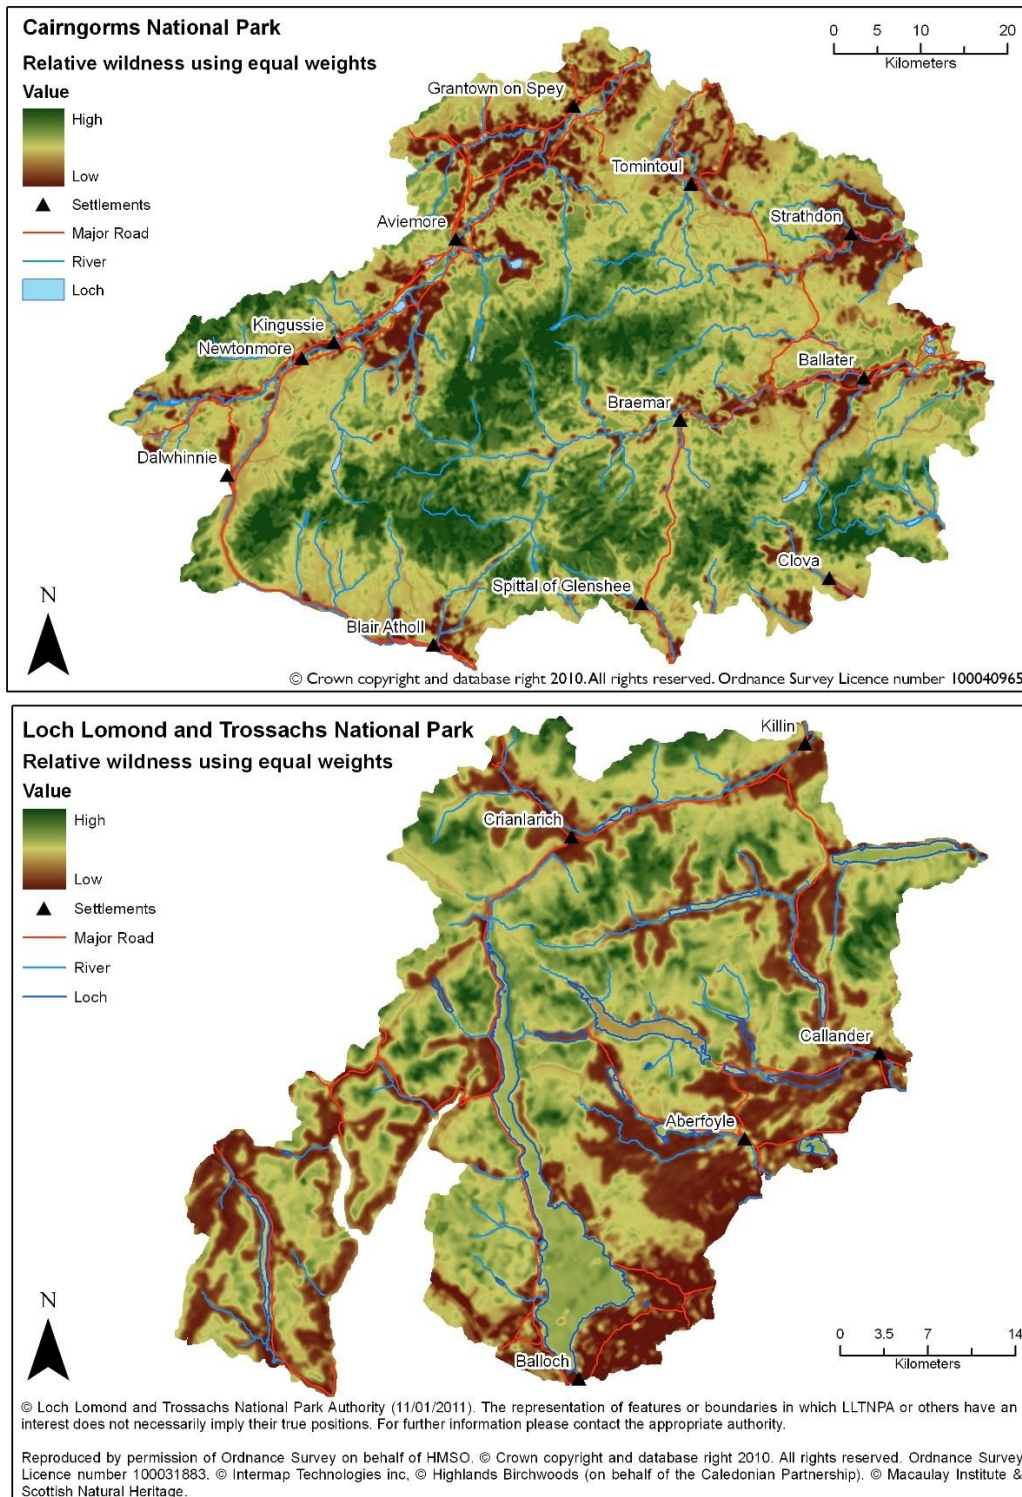 Cairngorms National Park
Relative wildness using equal weights
Value
High
Low
Settlements
Major Road
River
Loch
0 5 10 20
Kilometers
Grantown on Spey
Tomintoul
Strathdon
Aviemore
Kingussie
Newtonmore
Ballater
Braemar
Dalwhinnie
Clova
Spittal of Glenshee
Blair Atholl
N
© Crown copyright and database right 2010. All rights reserved. Ordnance Survey Licence number 100040965
Loch Lomond and Trossachs National Park
Relative wildness using equal weights
Value
High
Low
Settlements
Major Road
River
Loch
Killin
Crianlarich
Callander
Aberfoyle
Balloch
N
0 3.5 7 14
Kilometers
© Loch Lomond and Trossachs National Park Authority (11/01/2011). The representation of features or boundaries in which LLTNPA or others have an
interest does not necessarily imply their true positions. For further information please contact the appropriate authority.
Reproduced by permission of Ordnance Survey on behalf of HMSO. © Crown copyright and database right 2010. All rights reserved. Ordnance Survey
Licence number 100031883. © Intermap Technologies inc, © Highlands Birchwoods (on behalf of the Caledonian Partnership). © Macaulay Institute &
Scottish Natural Heritage.